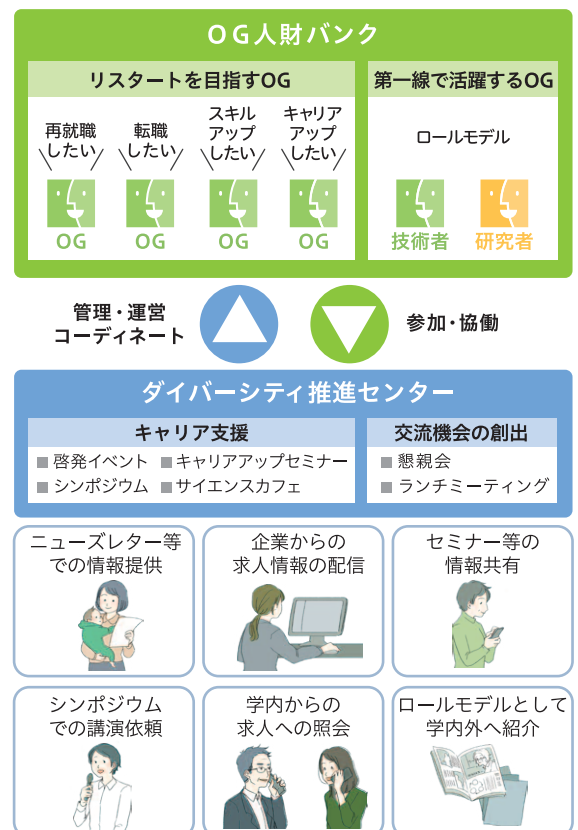 OG人財バンク
リスタートを目指すOG
再就職
したい
転職
したい
スキル
アップ
したい
キャリア
アップ
したい
OG
OG
OG
OG
第一線で活躍するOG
ロールモデル
技術者
研究者
管理・運営
コーディネート
参加・協働
ダイバーシティ推進センター
キャリア支援
啓発イベント
キャリアアップセミナー
シンポジウム
サイエンスカフェ
交流機会の創出
懇親会
ランチミーティング
ニューズレター等
での情報提供
企業からの
求人情報の配信
セミナー等の
情報共有
シンポジウム
での講演依頼
学内からの
求人への照会
ロールモデルとして
学内外へ紹介